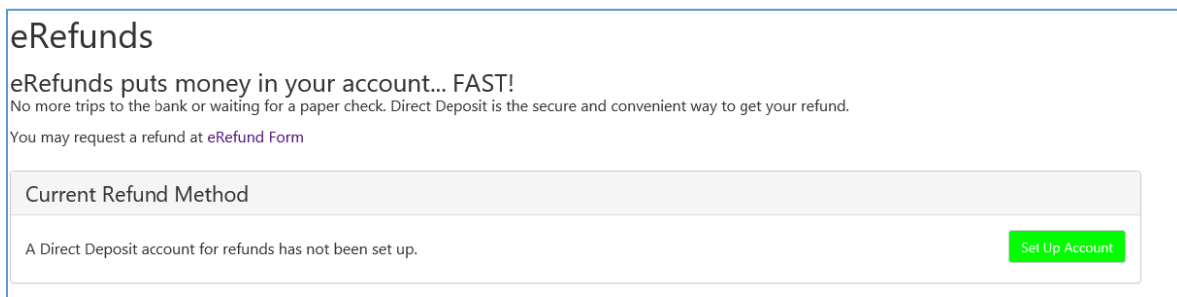 eRefunds
eRefunds puts money in your account... FAST!
No more trips to the bank or waiting for a paper check. Direct Deposit is the secure and convenient way to get your refund.
You may request a refund at eRefund Form
Current Refund Method
A Direct Deposit account for refunds has not been set up.
Set Up Account